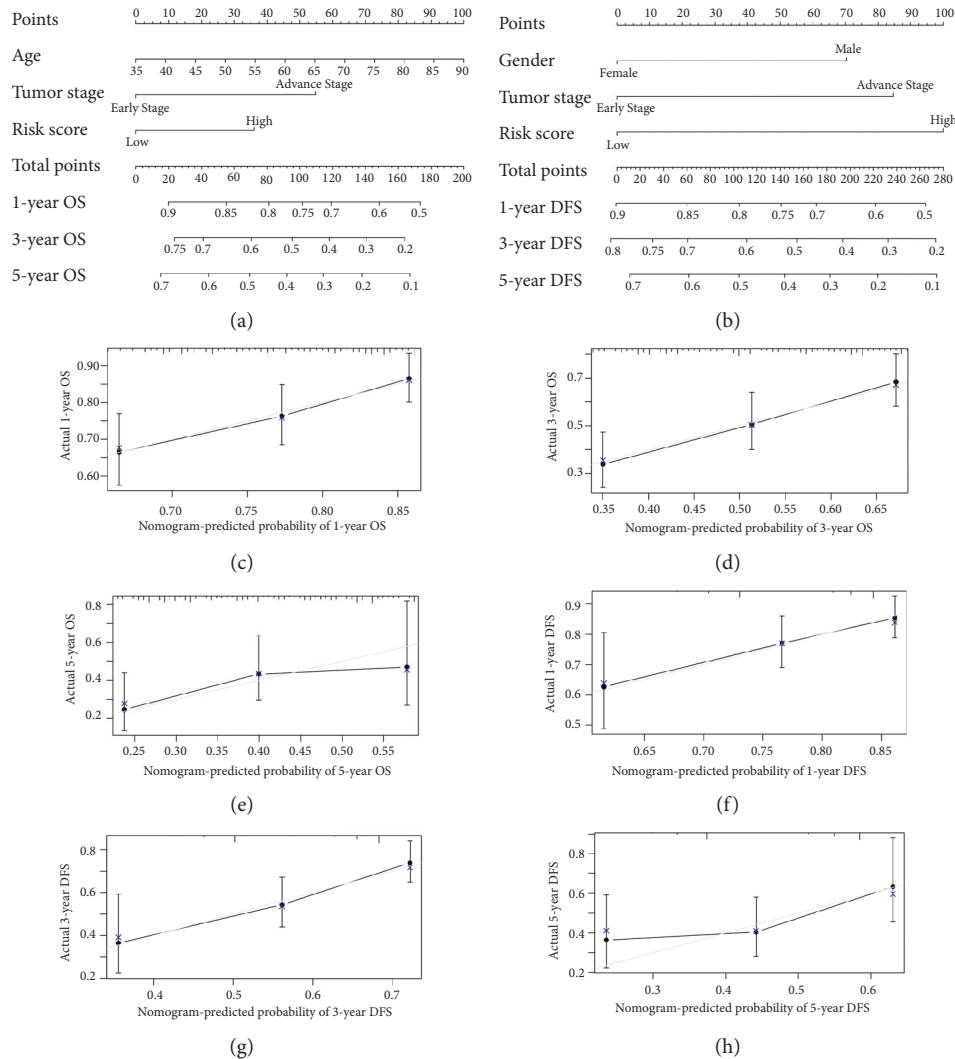 Points
0 10 20 30 40 50 60 70 80 90 100
Age
35 40 45 50 55 60 65 70 75 80 85 90
Tumor stage
Advance Stage
Early Stage
Risk score
High
Low
Total points
0 20 40 60 80 100 120 140 160 180 200
1-year OS
0.9 0.85 0.8 0.75 0.7 0.6 0.5
3-year OS
0.75 0.7 0.6 0.5 0.4 0.3 0.2
5-year OS
0.7 0.6 0.5 0.4 0.3 0.2 0.1
(a)
Points
0 10 20 30 40 50 60 70 80 90 100
Gender
Male
Female
Tumor stage
Advance Stage
Early Stage
Risk score
High
Low
Total points
0 20 40 60 80 100 120 140 160 180 200 220 240 260 280
1-year DFS
0.9 0.85 0.8 0.75 0.7 0.6 0.5
3-year DFS
0.8 0.75 0.7 0.6 0.5 0.4 0.3 0.2
5-year DFS
0.7 0.6 0.5 0.4 0.3 0.2 0.1
(b)
Actual 1-year OS
0.90
0.80
0.70
0.60
0.70 0.75 0.80 0.85
Nomogram-predicted probability of 1-year OS
(c)
Actual 3-year OS
0.7
0.5
0.3
0.35 0.40 0.45 0.50 0.55 0.60 0.65
Nomogram-predicted probability of 3-year OS
(d)
Actual 5-year OS
0.8
0.6
0.4
0.2
0.25 0.30 0.35 0.40 0.45 0.50 0.55
Nomogram-predicted probability of 5-year OS
(e)
Actual 1-year DFS
0.9
0.8
0.7
0.6
0.5
0.65 0.70 0.75 0.80 0.85
Nomogram-predicted probability of 1-year DFS
(f)
Actual 3-year DFS
0.8
0.6
0.4
0.2
0.4 0.5 0.6 0.7
Nomogram-predicted probability of 3-year DFS
(g)
Actual 5-year DFS
0.8
0.6
0.4
0.2
0.3 0.4 0.5 0.6
Nomogram-predicted probability of 5-year DFS
(h)